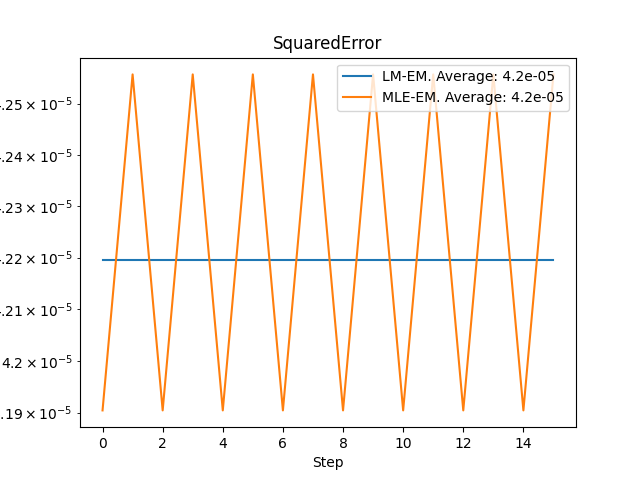 SquaredError
LM-EM. Average: 4.2e-05
MLE-EM. Average: 4.2e-05
.25 × 10⁻⁵
4.24 × 10⁻⁵
4.23 × 10⁻⁵
4.22 × 10⁻⁵
4.21 × 10⁻⁵
4.2 × 10⁻⁵
.19 × 10⁻⁵
0 2 4 6 8 10 12 14
Step